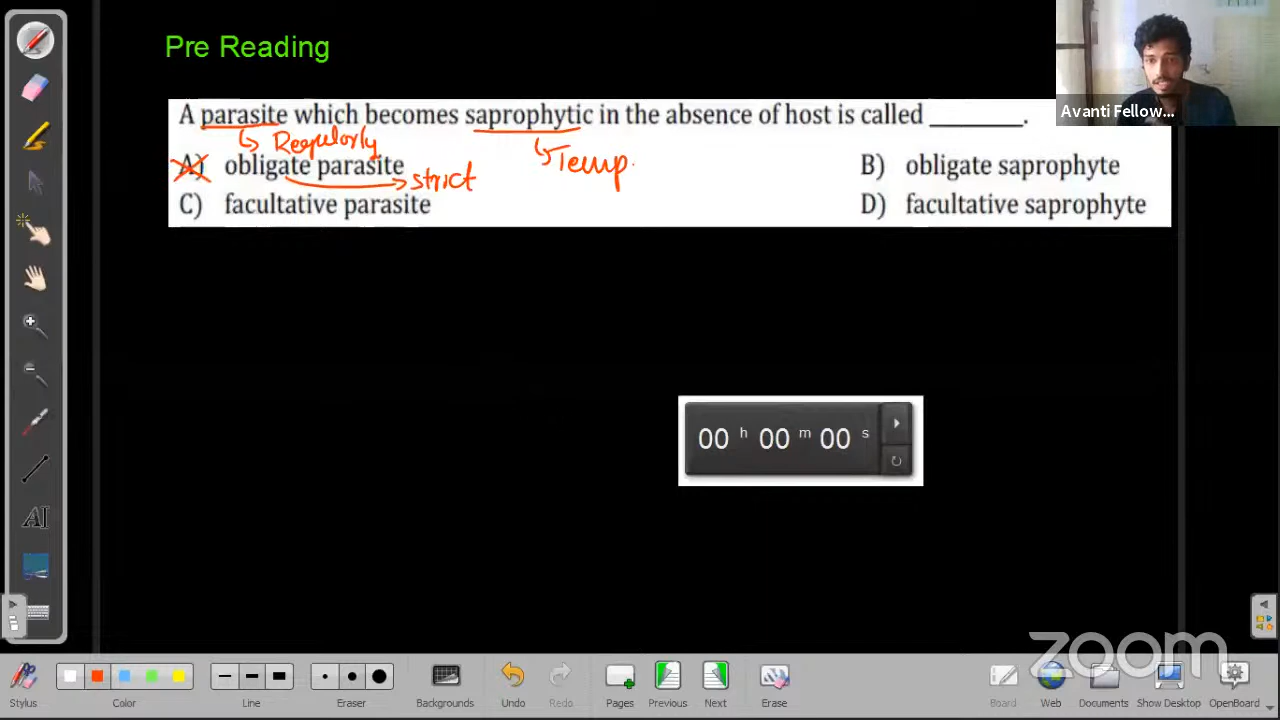 Pre Reading
Avanti Fellow...
A parasite which becomes saprophytic in the absence of host is called ________.
Regularly
Temp.
A) obligate parasite
strict
B) obligate saprophyte
C) facultative parasite
D) facultative saprophyte
00 h 00 m 00 s
zoom
Stylus
Color
Line
Eraser
Backgrounds
Undo
Redo
Pages
Previous
Next
Erase
Board
Web
Documents
Show Desktop
OpenBoard